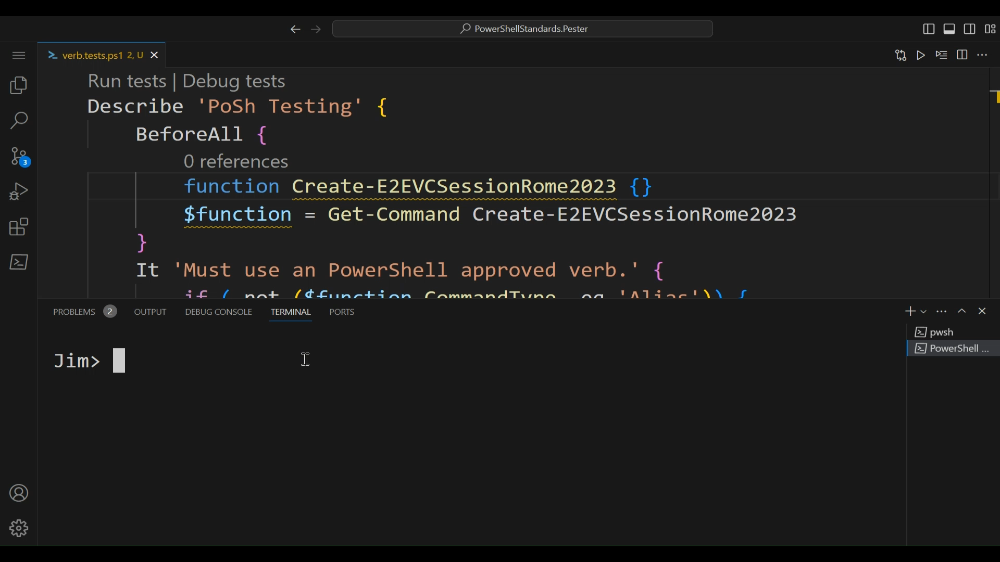 PowerShellStandards.Pester
verb.tests.ps1 2, U
Run tests | Debug tests
Describe 'PoSh Testing' {
BeforeAll {
0 references
function Create-E2EVCSessionRome2023 {}
$function = Get-Command Create-E2EVCSessionRome2023
}
It 'Must use an PowerShell approved verb.' {
if (-not ($function.CommandType -eq 'Alias')) {
3
PROBLEMS 2 OUTPUT DEBUG CONSOLE TERMINAL PORTS
pwsh
PowerShell ...
Jim>